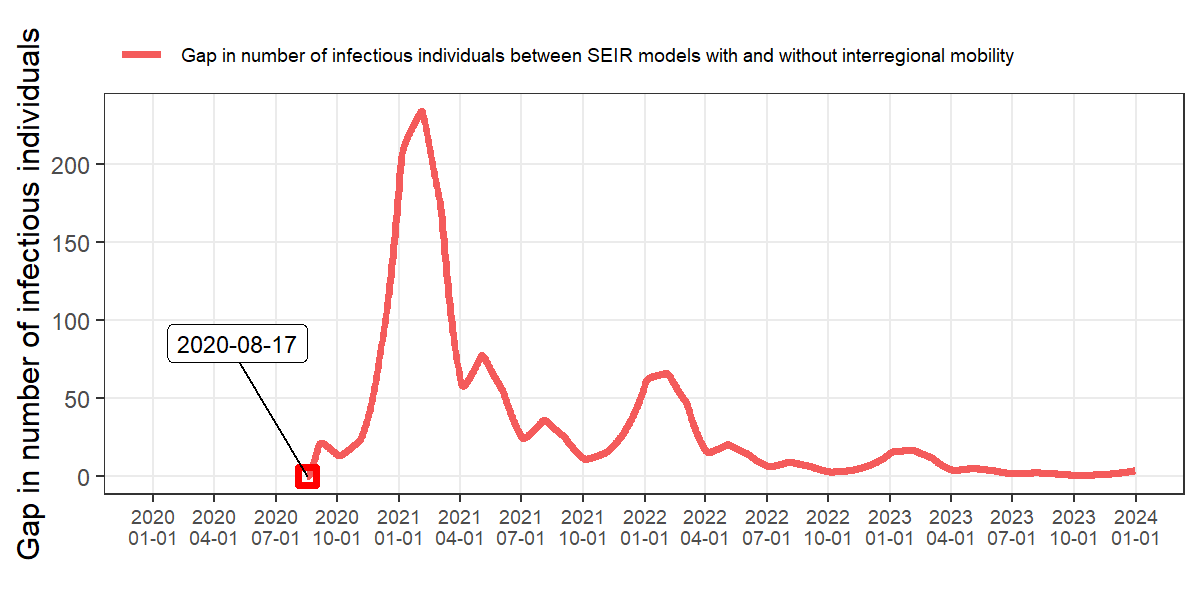 Gap in number of infectious individuals between SEIR models with and without interregional mobility
Gap in number of infectious individuals
200
150
100
50
0
2020-08-17
2020 2020 2020 2020 2021 2021 2021 2021 2022 2022 2022 2022 2023 2023 2023 2023 2024
01-01 04-01 07-01 10-01 01-01 04-01 07-01 10-01 01-01 04-01 07-01 10-01 01-01 04-01 07-01 10-01 01-01